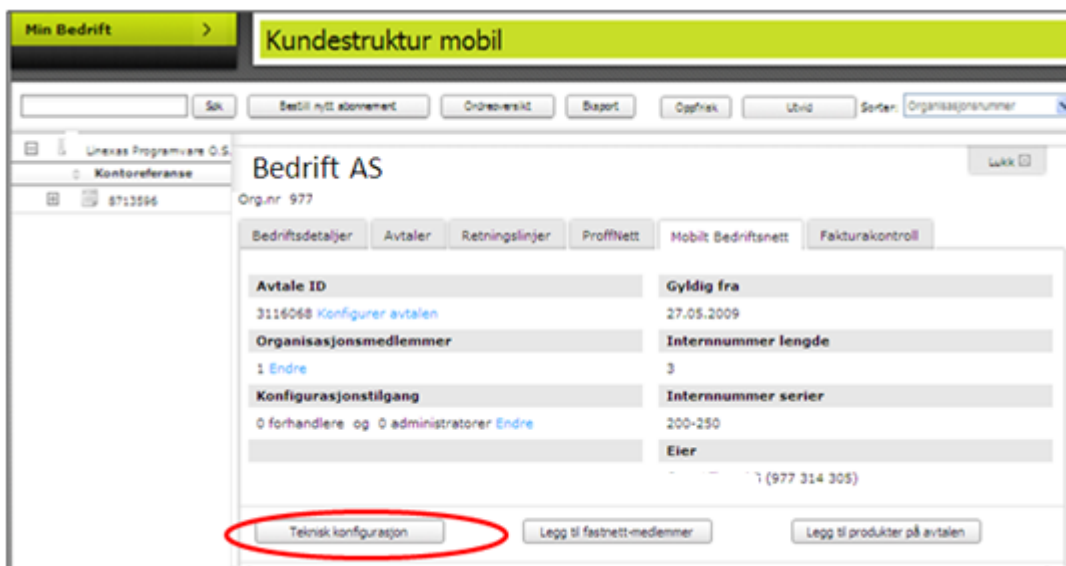 Min Bedrift >
Kundestruktur mobil
Søk
Bestill nytt abonnement
Ordreoversikt
Eksport
Oppfrisk
Utvid
Sorter: Organisasjonsnummer
Linexas Programvare O.S.
Kontoreferanse
8713596
Bedrift AS
Lukk
Org.nr 977
Bedriftsdetaljer
Avtaler
Retningslinjer
ProffNett
Mobilt Bedriftsnett
Fakturakontroll
Avtale ID
Gyldig fra
3116068 Konfigurer avtalen
27.05.2009
Organisasjonsmedlemmer
Internnummer lengde
1 Endre
3
Konfigurasjonstilgang
Internnummer serier
0 forhandlere og 0 administratorer Endre
200-250
Eier
(977 314 305)
Teknisk konfigurasjon
Legg til fastnett-medlemmer
Legg til produkter på avtalen